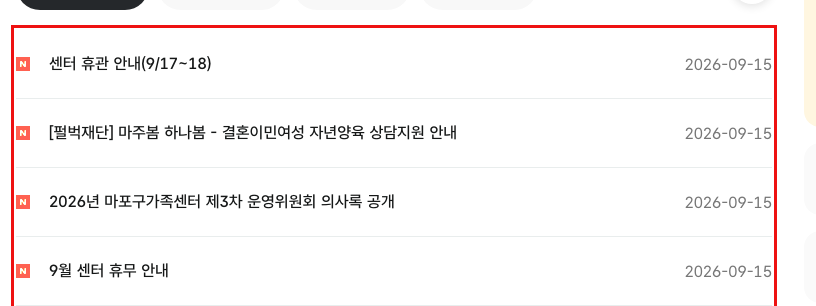 N 센터 휴관 안내(9/17~18) 2026-09-15
N [펄벅재단] 마주봄 하나봄 - 결혼이민여성 자년양육 상담지원 안내 2026-09-15
N 2026년 마포구가족센터 제3차 운영위원회 의사록 공개 2026-09-15
N 9월 센터 휴무 안내 2026-09-15